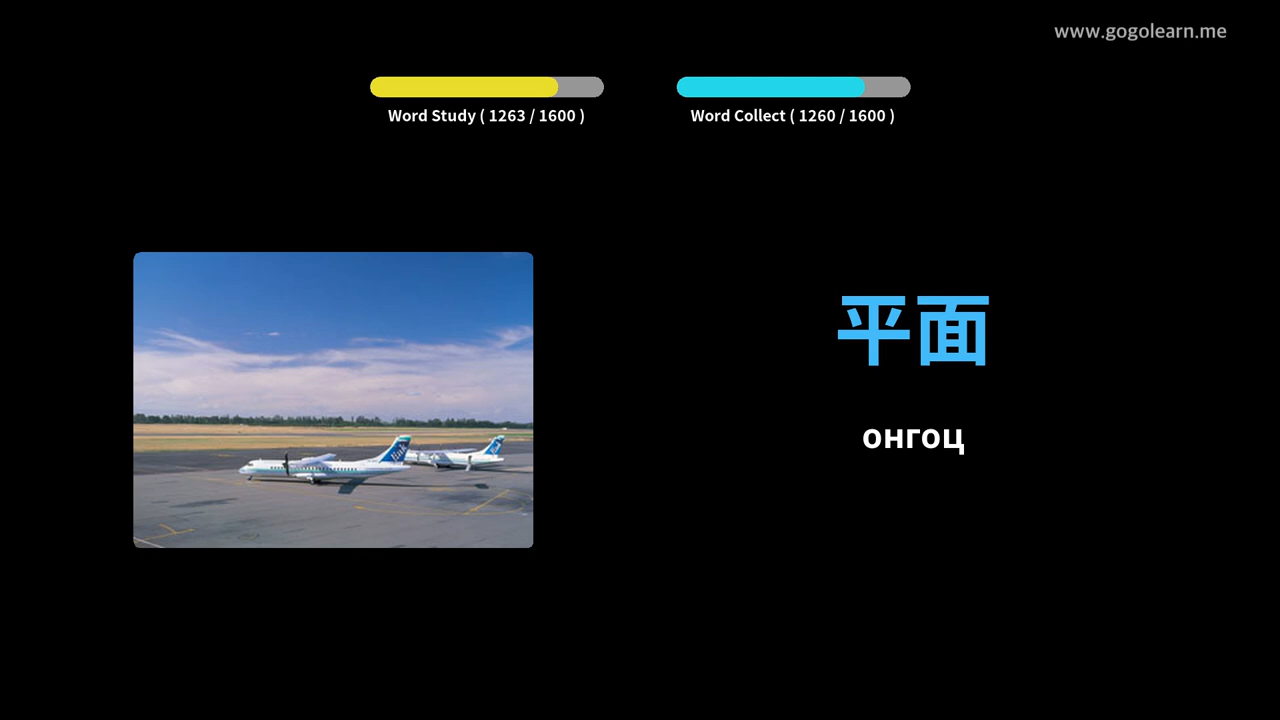 www.gogolearn.me
Word Study ( 1263 / 1600 )
Word Collect ( 1260 / 1600 )
平面
онгоц